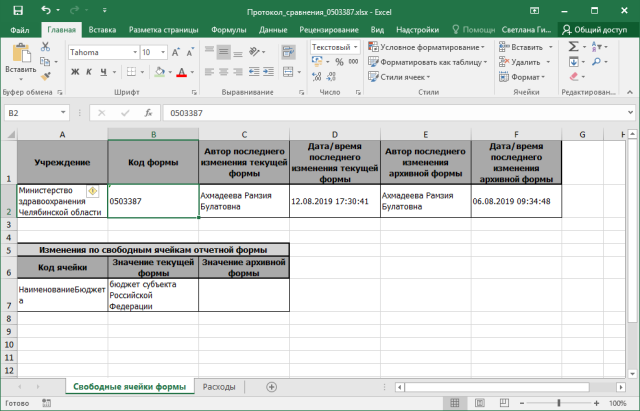 Протокол_сравнения_0503387.xlsx - Excel
Файл Главная Вставка Разметка страницы Формулы Данные Рецензирование Вид Надстройки Помощн Светлана Ги... Общий доступ
Вставить
Буфер обмена
Tahoma 10
Ж К Ч
Шрифт
Выравнивание
Текстовый
% 000
Число
Условное форматирование
Форматировать как таблицу
Стили ячеек
Стили
Вставить
Удалить
Формат
Ячейки
Редактирован...
B2 fx 0503387
A B C D E F G H
1
Учреждение
Код формы
Автор последнего
изменения текущей
формы
Дата/время
последнего
изменения текущей
формы
Автор последнего
изменения
архивной формы
Дата/время
последнего
изменения
архивной формы
2
Министерство
здравоохранения
Челябинской области
0503387
Ахмадеева Рамзия
Булатовна
12.08.2019 17:30:41
Ахмадеева Рамзия
Булатовна
06.08.2019 09:34:48
3
4
5 Изменения по свободным ячейкам отчетной формы
6
Код ячейки
Значение текущей
формы
Значение архивной
формы
7
НаименованиеБюджет
а
бюджет субъекта
Российской
Федерации
8
9
10
11
12
Свободные ячейки формы Расходы
Готово 100%